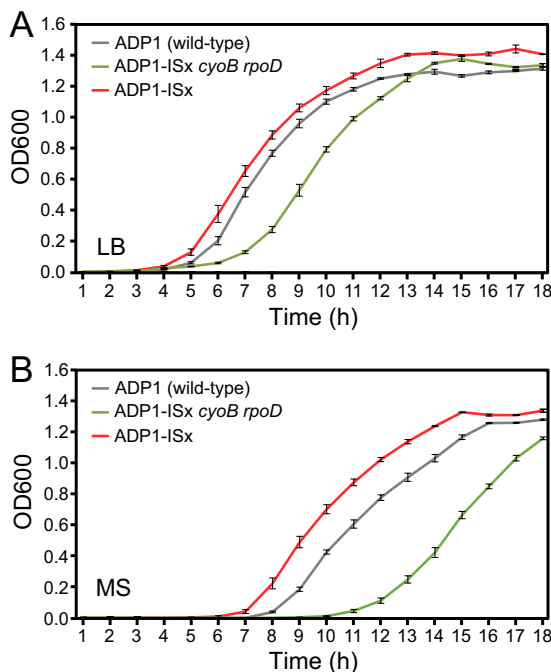 A
ADP1 (wild-type)
ADP1-ISx cyoB rpoD
ADP1-ISx
OD600
1.6
1.4
1.2
1.0
0.8
0.6
0.4
0.2
0.0
LB
1 2 3 4 5 6 7 8 9 10 11 12 13 14 15 16 17 18
Time (h)
B
ADP1 (wild-type)
ADP1-ISx cyoB rpoD
ADP1-ISx
OD600
1.6
1.4
1.2
1.0
0.8
0.6
0.4
0.2
0.0
MS
1 2 3 4 5 6 7 8 9 10 11 12 13 14 15 16 17 18
Time (h)